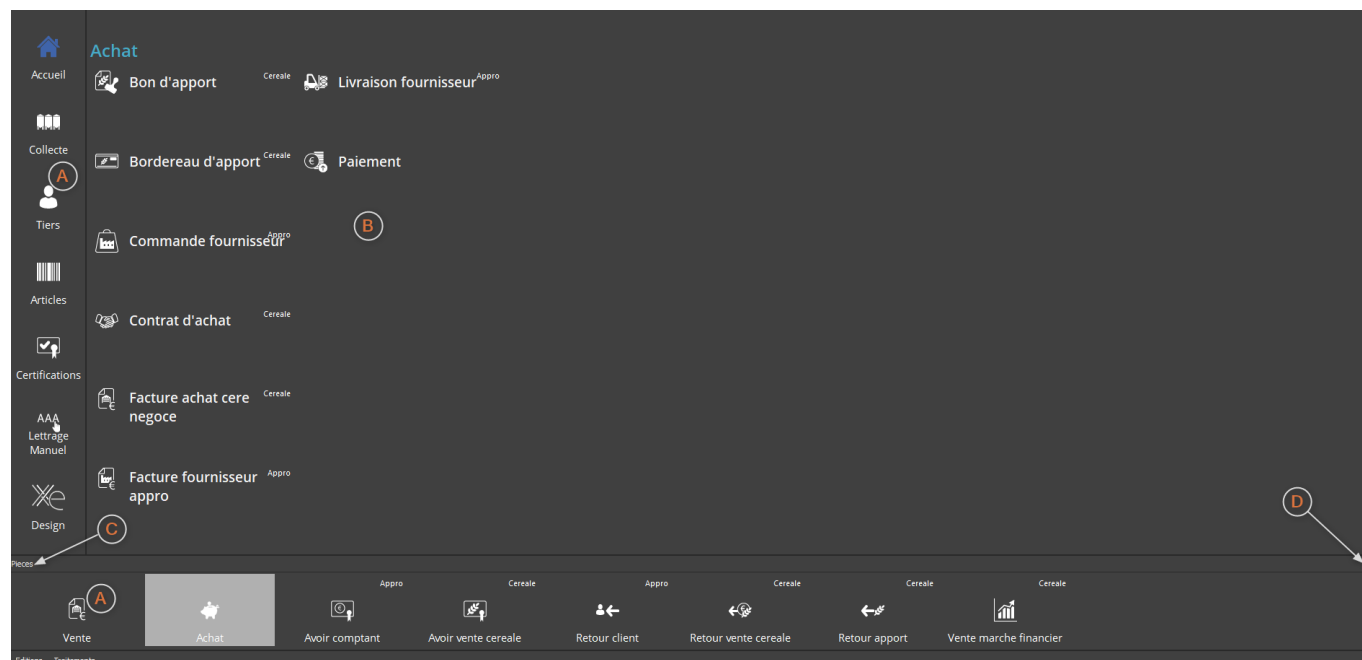 Accueil
Collecte
A
Tiers
Articles
Certifications
AAA
Lettrage
Manuel
Xe
Design
Achat
Bon d'apport Cereale
Livraison fournisseur Appro
Bordereau d'apport Cereale
Paiement
Commande fournisseur Appro
B
Contrat d'achat Cereale
Facture achat cere Cereale
negoce
Facture fournisseur Appro
appro
C
D
Pieces
A
Vente
Achat
Appro
Avoir comptant
Cereale
Avoir vente cereale
Appro
Retour client
Cereale
Retour vente cereale
Cereale
Retour apport
Cereale
Vente marche financier
Editions Traitements